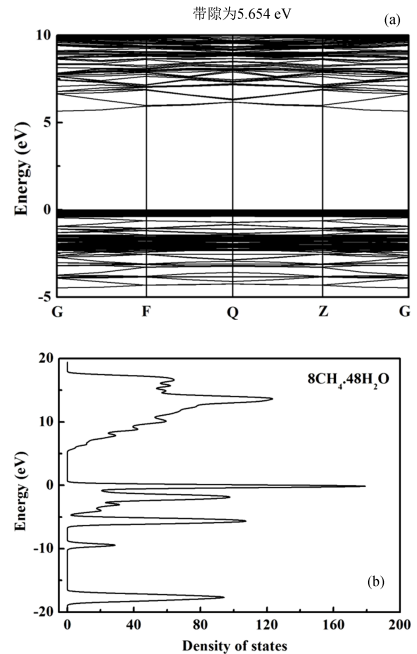 带隙为5.654 eV
(a)
10
5
0
-5
Energy (eV)
G F Q Z G
20
10
0
-10
-20
Energy (eV)
8CH4.48H2O
(b)
0 40 80 120 160 200
Density of states